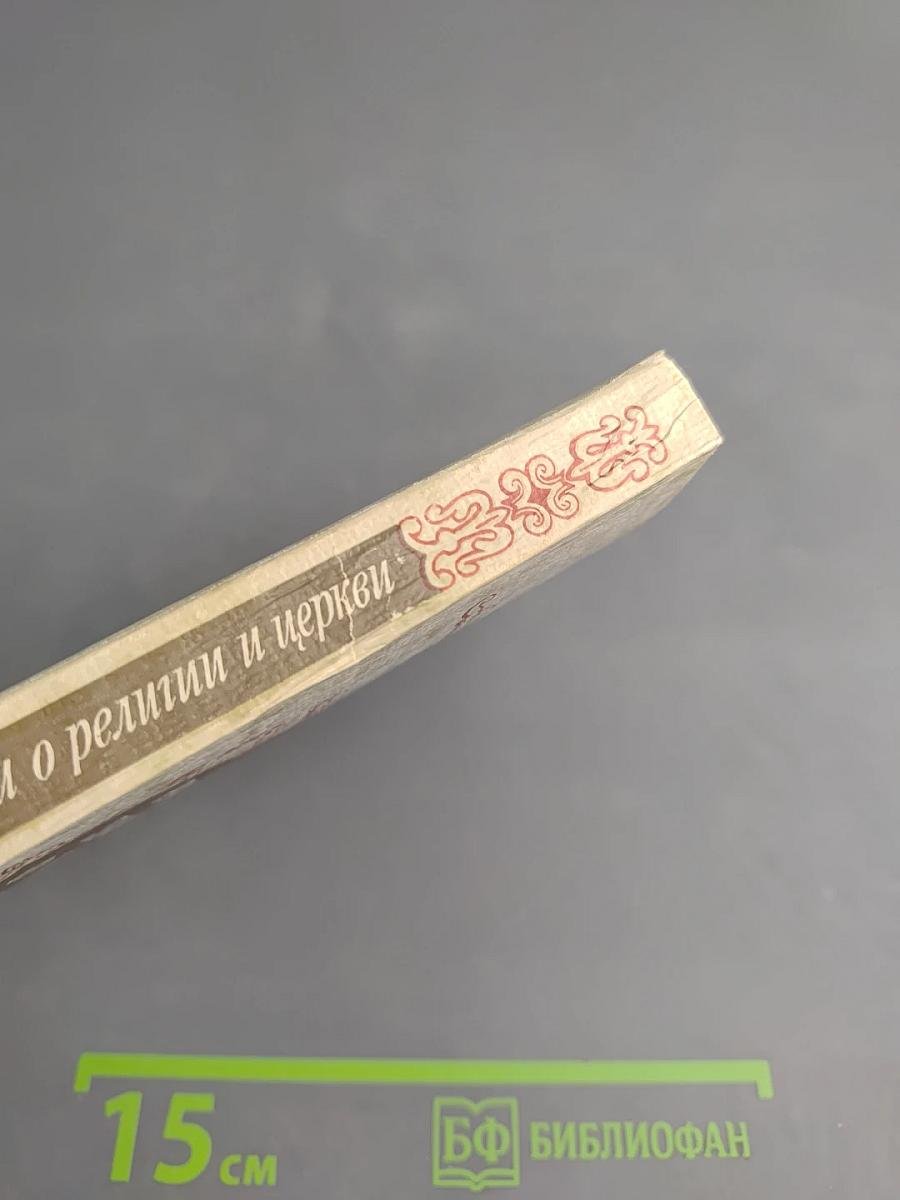 и о религии и церкви
15 см
БФ БИБЛИОФАН